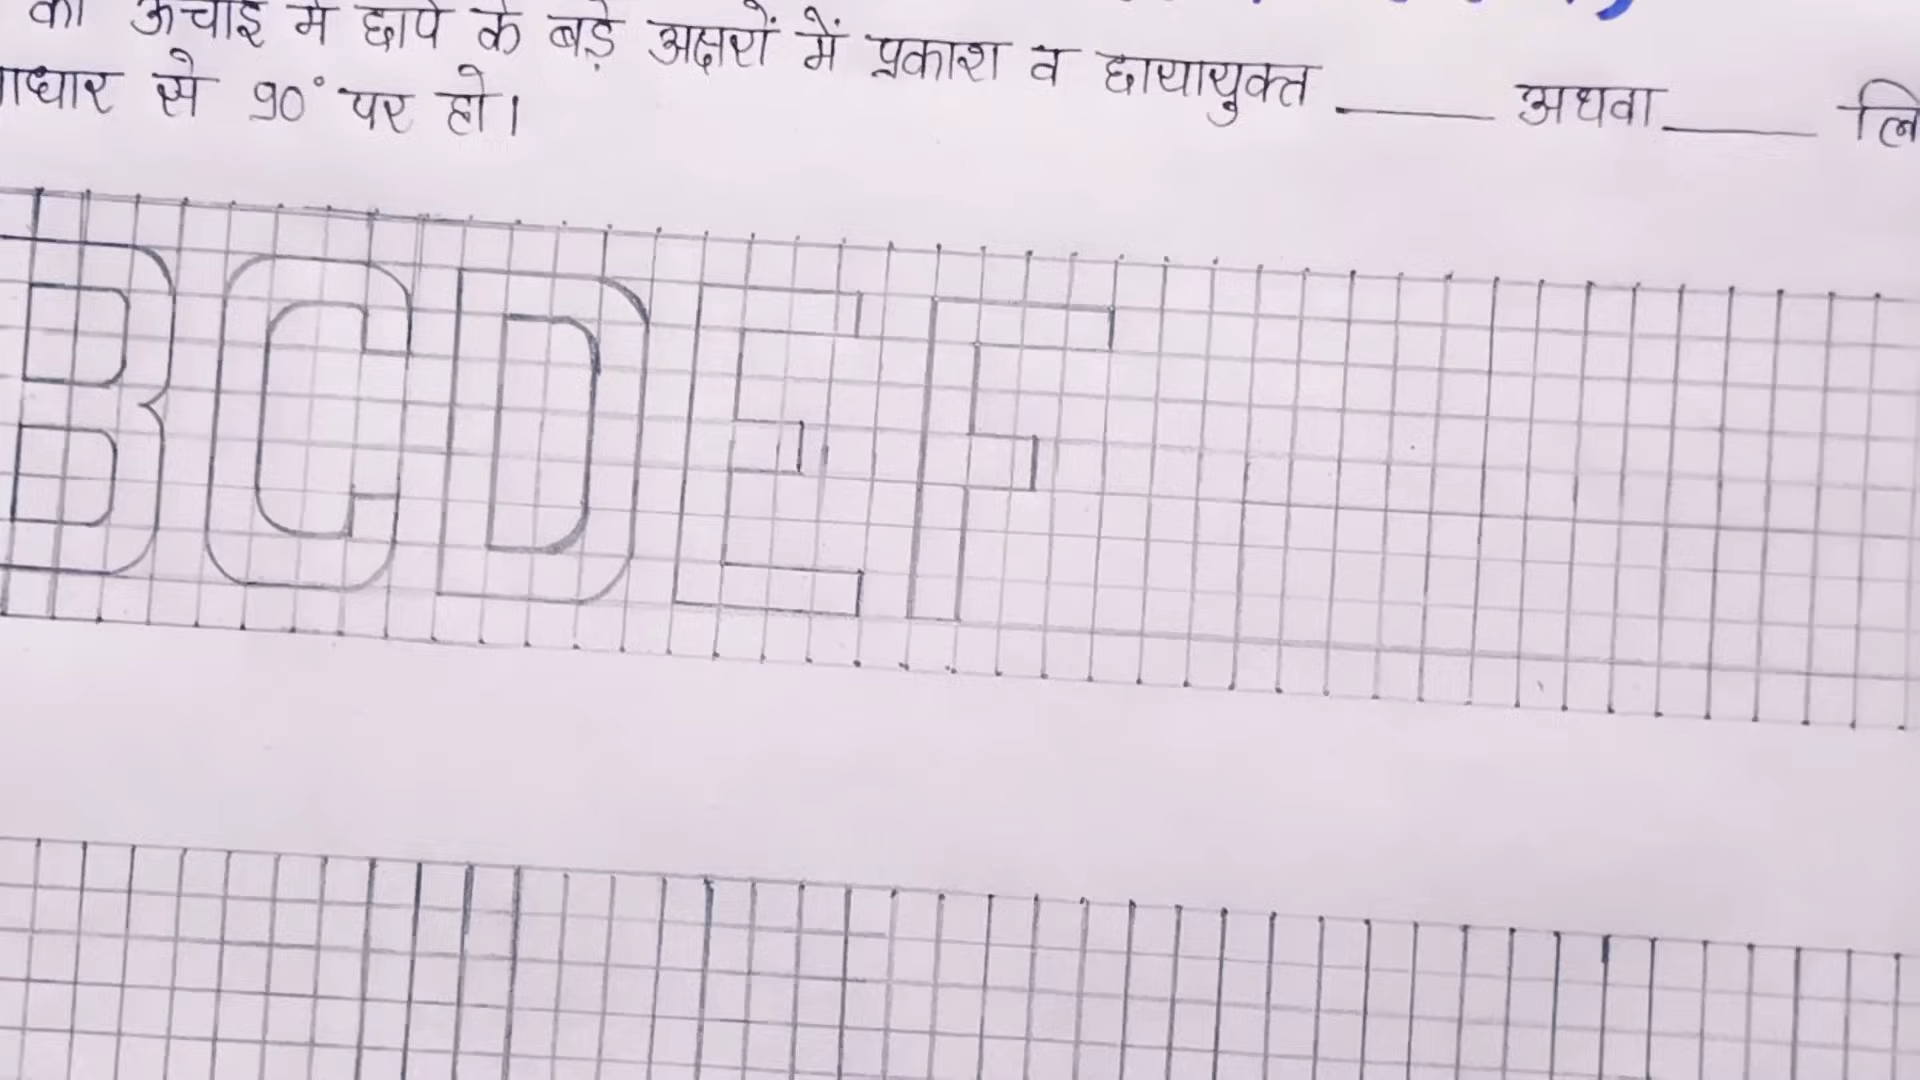 की ऊँचाई में छापे के बड़े अक्षरों में प्रकाश व छायायुक्त ____ अथवा ____
आधार से 90° पर हो।
BCDEF